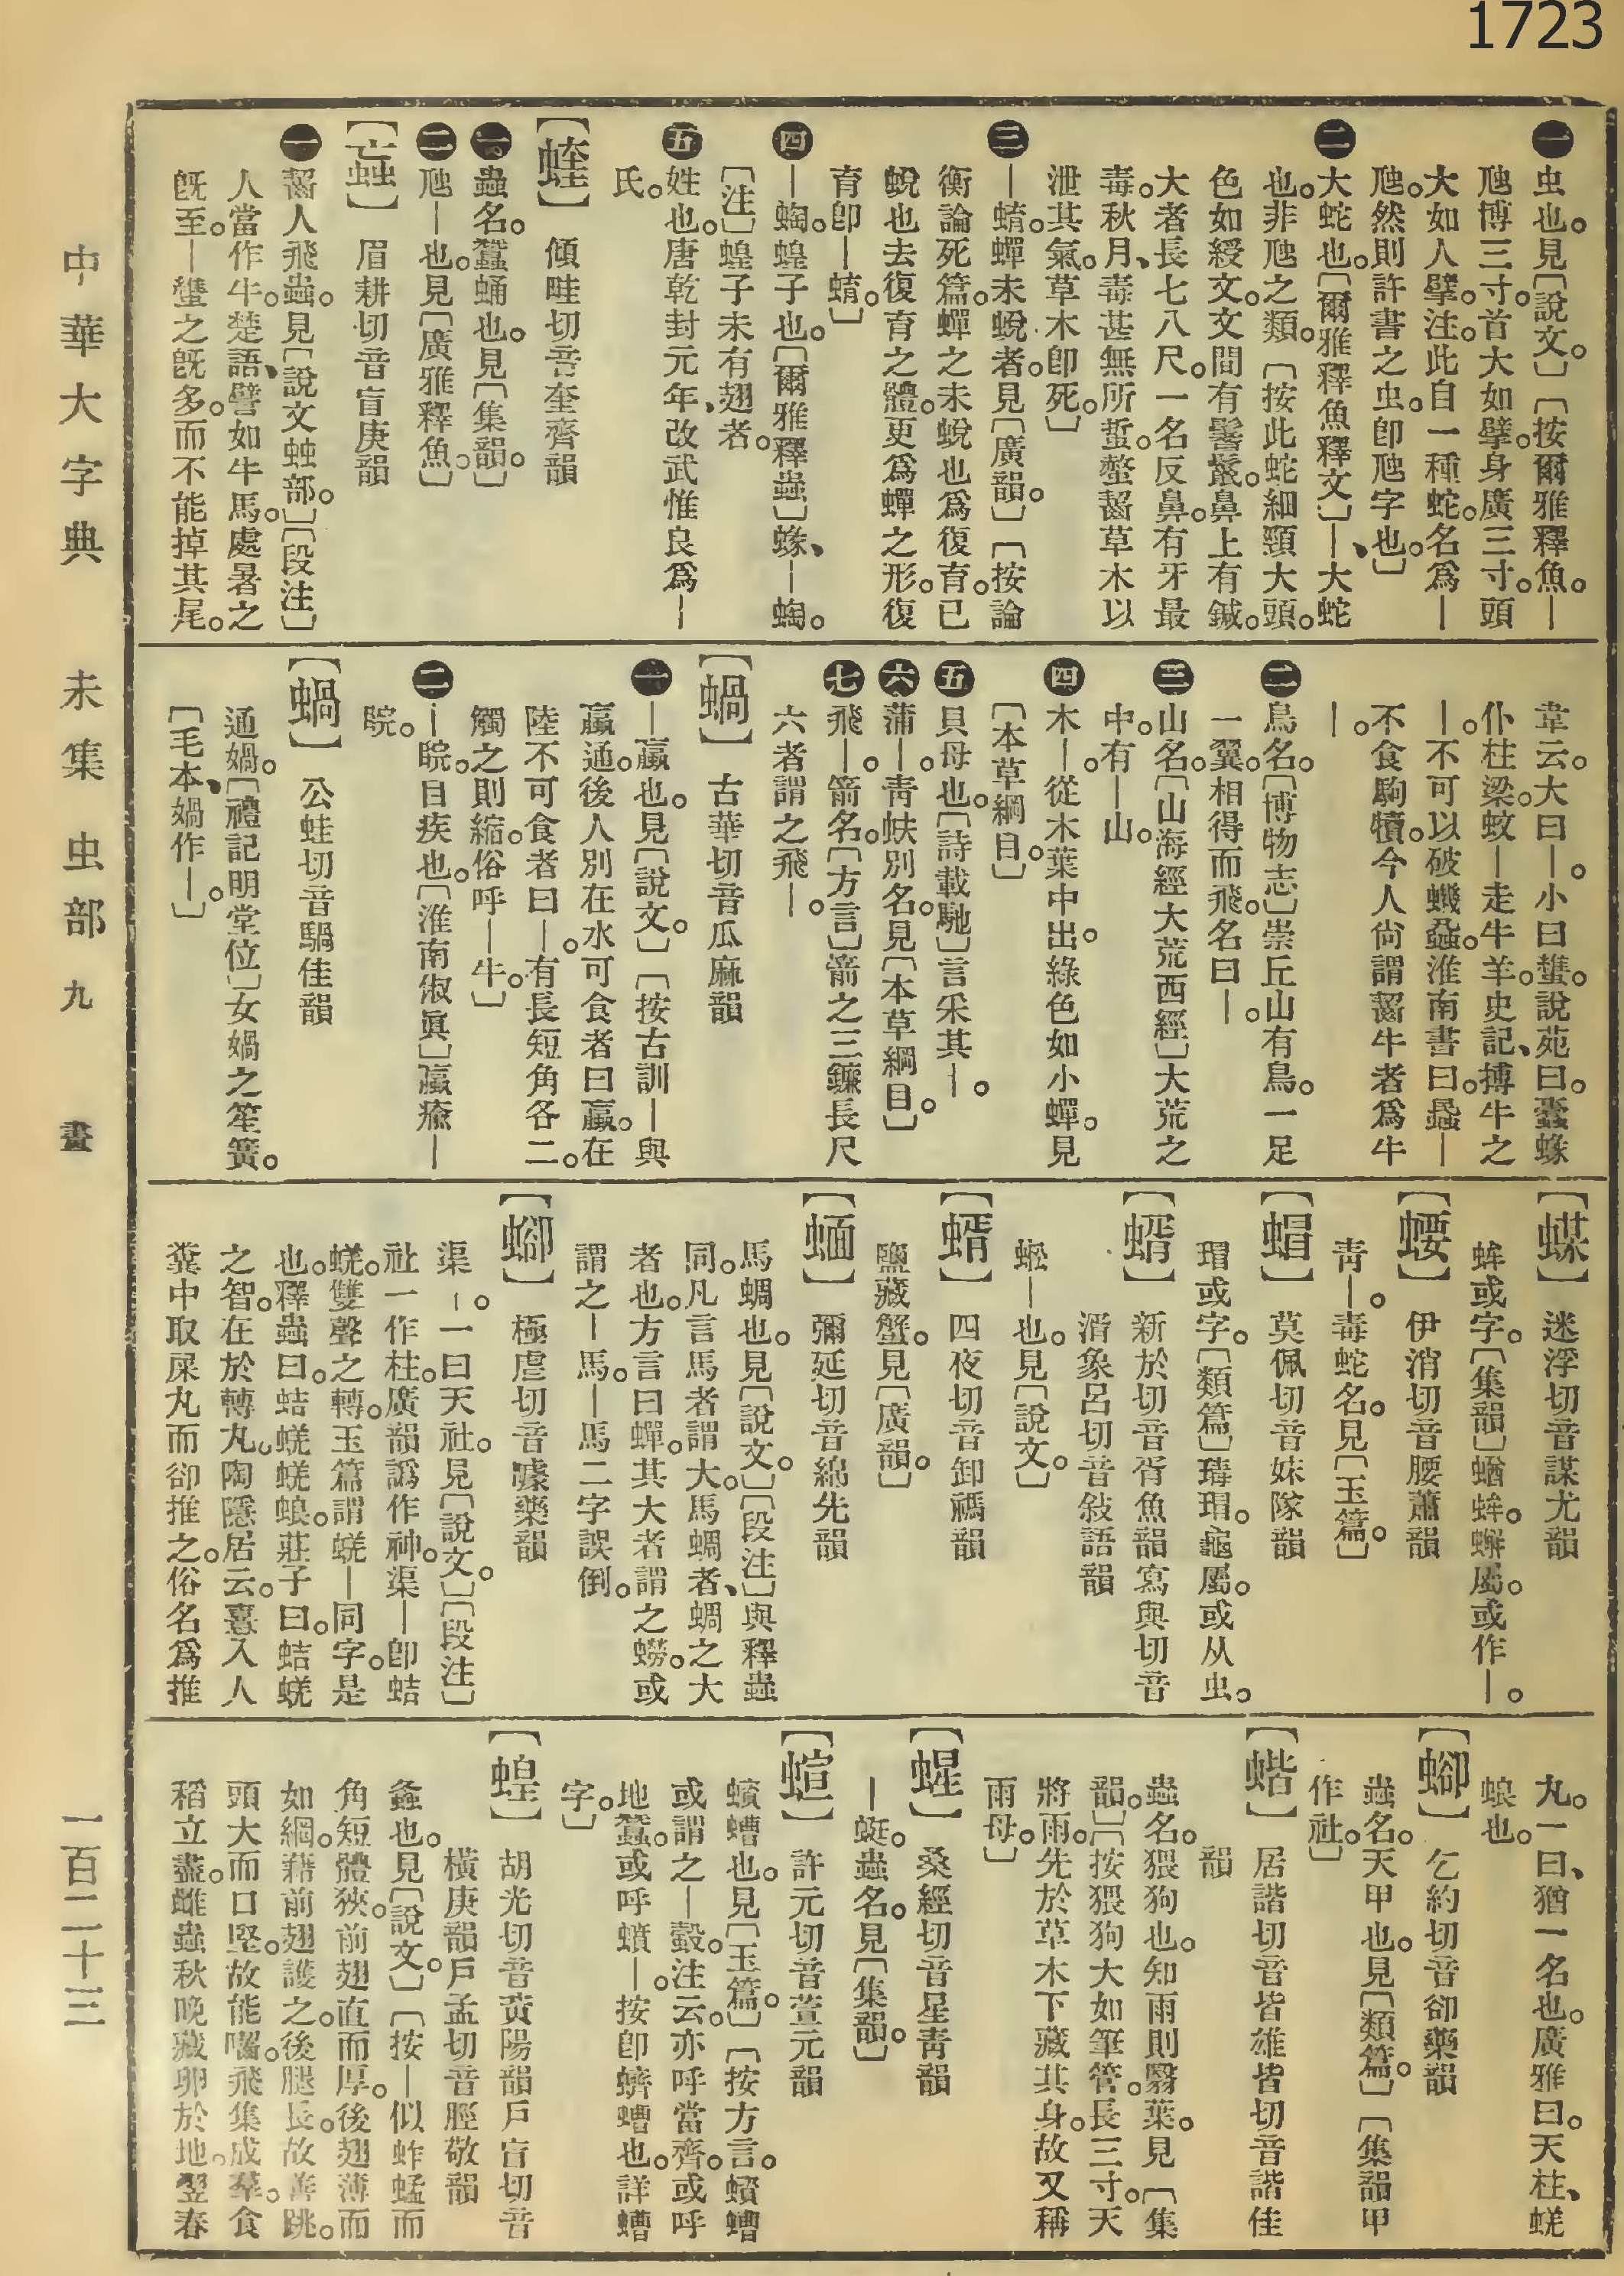 1723
㊀虫也。見〔說文。〕〔按爾雅釋魚。—
虺博三寸。首大如擘。身廣三寸。頭
大如人擘。注。此自一種蛇。名爲—
虺。然則許書之虫。卽虺字也。〕
㊁大蛇也。〔爾雅釋魚釋文〕—、大蛇
也。非虺之類。〔按此蛇細頸大頭。
色如綬文。文間有髻鬣。鼻上有鍼。
大者長七八尺。一名反鼻。有牙最
毒。秋月、毒甚無所蜇。螫齧草木以
泄其氣。草木卽死。〕
㊂—蜟。蟬未蛻者。見〔廣韻。〕〔按論
衡論死篇。蟬之未蛻也爲復育。已
蛻也去復育之體。更爲蟬之形。復
育卽—蜟。〕
㊃—蜪。蝗子也。〔爾雅釋蟲〕蝝、—蜪。
〔注〕蝗子未有翅者。
㊄姓也。唐乾封元年、改武惟良爲—
氏。
〔蝰〕 傾畦切音奎齊韻
㊀蟲名。蠶蛹也。見〔集韻。〕
㊁虺—也。見〔廣雅釋魚。〕
〔䖟〕 眉耕切音盲庚韻
㊀齧人飛蟲。見〔說文䖵部。〕〔段注〕
人當作牛。楚語、譬如牛馬。處暑之
旣至。—䗽之旣多。而不能掉其尾。
韋云。大曰—。小曰䗽。說苑曰。蠹蝝
仆柱梁。蚊—走牛羊。史記、搏牛之
—。不可以破蟣蝨。淮南書曰。蝨—
不食駒犢。今人尙謂齧牛者爲牛
—。
㊁鳥名。〔博物志〕崇丘山有鳥。一足
一翼。相得而飛。名曰—。
㊂山名。〔山海經大荒西經〕大荒之
中。有—山。
㊃木—。從木葉中出。綠色如小蟬。見
〔本草綱目。〕
㊄貝母也。〔詩載馳〕言采其—。
㊅蒲—。靑蚨別名。見〔本草綱目。〕
㊆飛—。箭名。〔方言〕箭之三鐮長尺
六者謂之飛—。
〔蝸〕 古華切音瓜麻韻
㊀—蠃也。見〔說文。〕〔按古訓—與
蠃通。後人別在水可食者曰蠃。在
陸不可食者曰—。有長短角各二。
觸之則縮。俗呼—牛。〕
㊁—睆。目疾也。〔淮南俶眞〕蠃瘉—
睆。
〔蝸〕 公蛙切音騧佳韻
通媧。〔禮記明堂位〕女媧之笙簧。
〔毛本、媧作—。〕
〔䗋〕 迷浮切音謀尤韻
蛑或字。〔集韻〕蝤蛑。蠏屬。或作—。
〔𧍔〕 伊消切音腰蕭韻
靑—。毒蛇名。見〔玉篇。〕
〔蝐〕 莫佩切音妹隊韻
瑁或字。〔類篇〕瑇瑁。龜屬。或从虫。
〔蝑〕 新於切音胥魚韻寫與切音
湑象呂切音敍語韻
蜙—也。見〔說文。〕
〔蝑〕 四夜切音卸禡韻
鹽藏蟹。見〔廣韻。〕
〔蝒〕 彌延切音綿先韻
馬蜩也。見〔說文。〕〔段注〕與釋蟲
同。凡言馬者謂大。馬蜩者、蜩之大
者也。方言曰蟬。其大者謂之蟧。或
謂之—馬。—馬二字誤倒。
〔𧍕〕 極虐切音噱藥韻
渠—。一曰天社。見〔說文。〕〔段注〕
社一作柱。廣韻譌作神。渠—卽蛣
蜣。雙聲之轉。玉篇謂蜣—同字。是
也。釋蟲曰。蛣蜣蜣蜋。莊子曰。蛣蜣
之智。在於轉丸。陶隱居云。憙入人
糞中取屎丸而卻推之。俗名爲推
丸。一曰、猶一名也。廣雅曰。天柱、蜣
蜋也。
〔𧍕〕 乞約切音卻藥韻
蟲名。天甲也。見〔類篇。〕〔集韻甲
作社。〕
〔蝔〕 居諧切音皆雄皆切音諧佳
韻
蟲名。猥狗也。知雨則翳葉。見〔集
韻。〕〔按猥狗大如筆管。長三寸。天
將雨。先於草木下藏其身。故又稱
雨母。〕
〔蝗〕 桑經切音星靑韻
—蜓。蟲名。見〔集韻。〕
〔蝖〕 許元切音萱元韻
蠀螬也。見〔玉篇。〕〔按方言。蠀螬
或謂之—㲉。注云。亦呼當齊。或呼
地蠶。或呼蟦—。按卽蠐螬也。詳螬
字。〕
〔蝗〕 胡光切音黃陽韻戶盲切音
橫庚韻戶孟切音脛敬韻
螽也。見〔說文。〕〔按—似蚱蜢而
角短體狹。前翅直而厚。後翅薄而
如網。藉前翅護之。後腿長。故善跳。
頭大而口堅。故能囓。飛集成羣。食
稻立盡。雌蟲秋晚藏卵於地。翌春
中華大字典 未集 虫部 九 畫 一百二十三